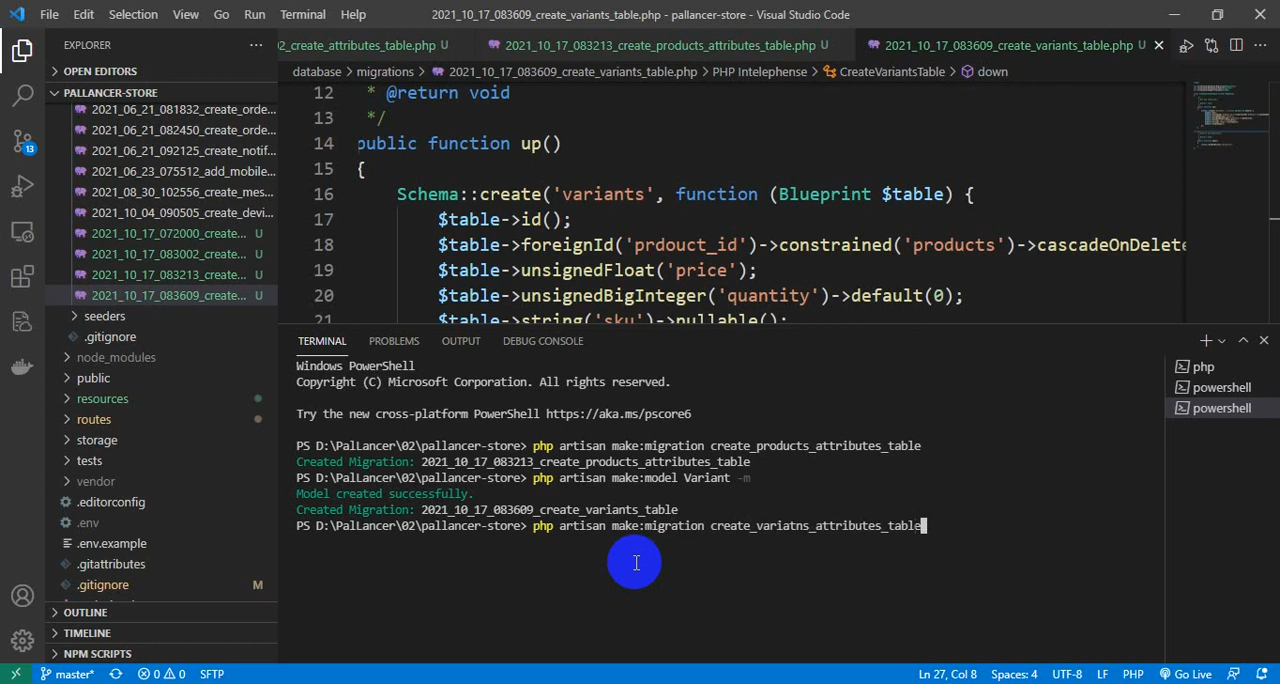 File Edit Selection View Go Run Terminal Help 2021_10_17_083609_create_variants_table.php - pallancer-store - Visual Studio Code
EXPLORER
2_create_attributes_table.php U 2021_10_17_083213_create_products_attributes_table.php U 2021_10_17_083609_create_variants_table.php U
OPEN EDITORS
database > migrations > 2021_10_17_083609_create_variants_table.php > PHP Intelephense > CreateVariantsTable > down
PALLANCER-STORE
2021_06_21_081832_create_orde...
2021_06_21_082450_create_orde...
2021_06_21_092125_create_notif...
2021_06_23_075512_add_mobile...
2021_08_30_102556_create_mes...
2021_10_04_090505_create_devi...
2021_10_17_072000_create... U
2021_10_17_083002_create... U
2021_10_17_083213_create... U
2021_10_17_083609_create... U
seeders
.gitignore
node_modules
public
resources
routes
storage
tests
vendor
.editorconfig
.env
.env.example
.gitattributes
.gitignore M
OUTLINE
TIMELINE
NPM SCRIPTS
13
12 * @return void
13 */
14 public function up()
15 {
16 Schema::create('variants', function (Blueprint $table) {
17 $table->id();
18 $table->foreignId('prdouct_id')->constrained('products')->cascadeOnDelete
19 $table->unsignedFloat('price');
20 $table->unsignedBigInteger('quantity')->default(0);
21 $table->string('sku')->nullable();
TERMINAL PROBLEMS OUTPUT DEBUG CONSOLE
Windows PowerShell
Copyright (C) Microsoft Corporation. All rights reserved.
Try the new cross-platform PowerShell https://aka.ms/pscore6
PS D:\PalLancer\02\pallancer-store> php artisan make:migration create_products_attributes_table
Created Migration: 2021_10_17_083213_create_products_attributes_table
PS D:\PalLancer\02\pallancer-store> php artisan make:model Variant -m
Model created successfully.
Created Migration: 2021_10_17_083609_create_variants_table
PS D:\PalLancer\02\pallancer-store> php artisan make:migration create_variatns_attributes_table
php
powershell
powershell
master* 0 0 SFTP Ln 27, Col 8 Spaces: 4 UTF-8 LF PHP Go Live